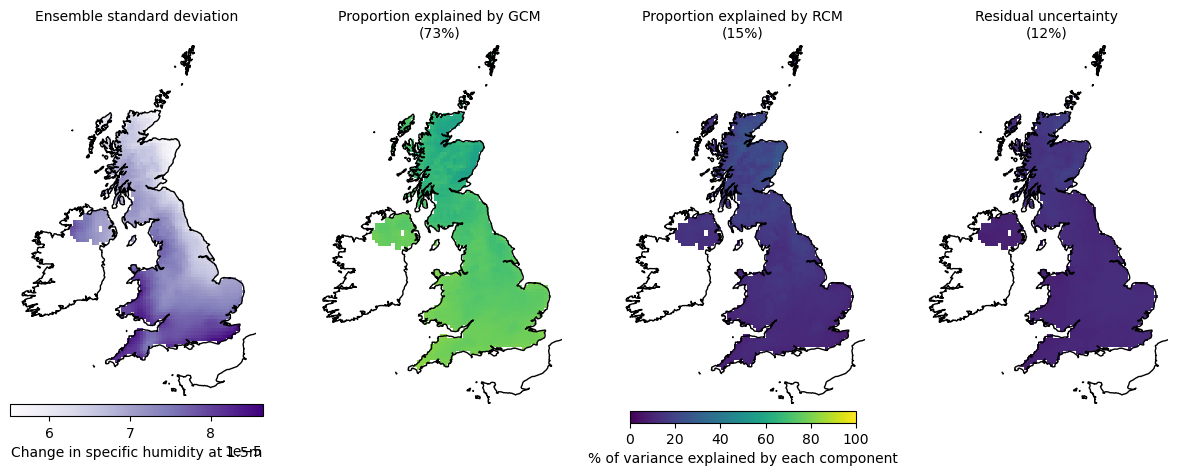 Ensemble standard deviation
Proportion explained by GCM
(73%)
Proportion explained by RCM
(15%)
Residual uncertainty
(12%)
6 7 8
1e−5
Change in specific humidity at 1.5m
0 20 40 60 80 100
% of variance explained by each component